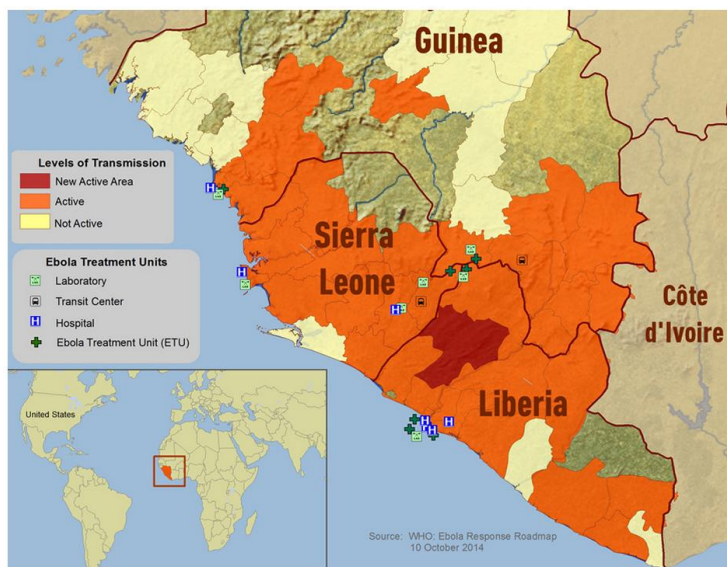 Guinea
Levels of Transmission
New Active Area
Active
Not Active
Sierra
Leone
Ebola Treatment Units
Laboratory
Transit Center
Hospital
Ebola Treatment Unit (ETU)
Côte
d'Ivoire
Liberia
United States
Source: WHO: Ebola Response Roadmap
10 October 2014